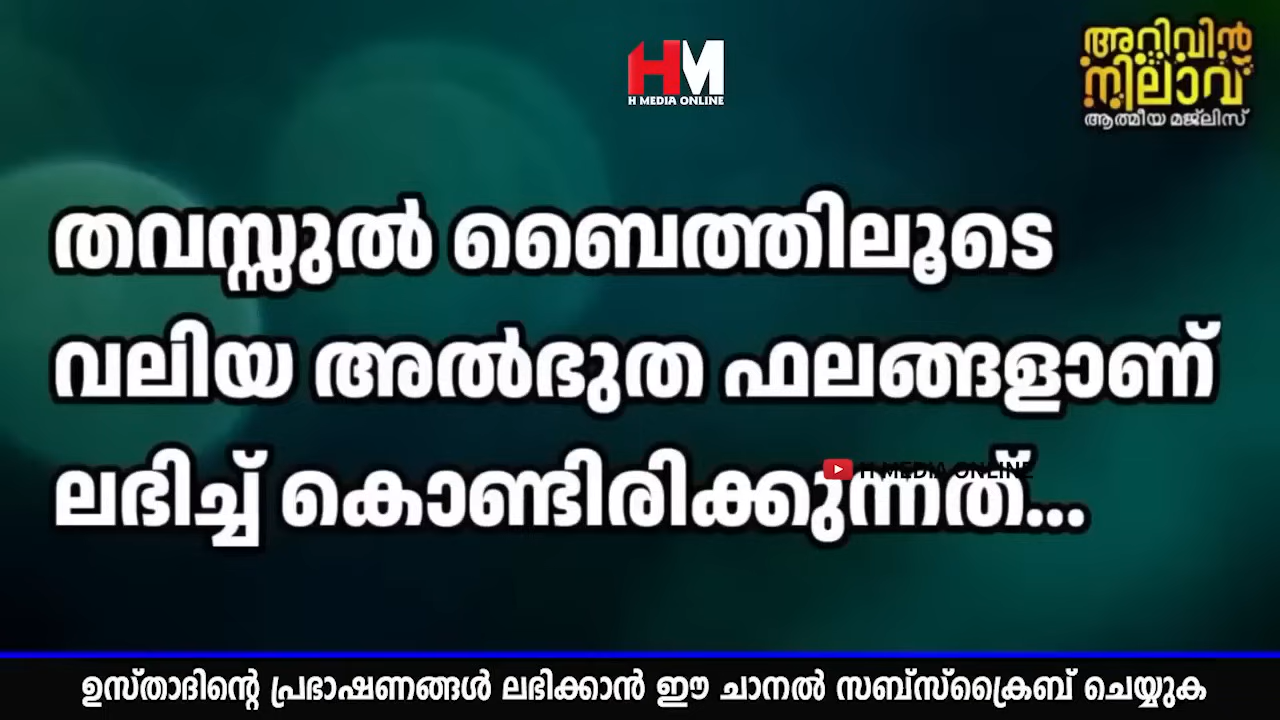 HM
H MEDIA ONLINE
അറിവിൻ
നിലാവ്
ആത്മീയ മജ്ലിസ്
തവസ്സുൽ ബൈത്തിലൂടെ
വലിയ അൽഭുത ഫലങ്ങളാണ്
ലഭിച്ച് കൊണ്ടിരിക്കുന്നത്...
H MEDIA ONLINE
ഉസ്താദിന്റെ പ്രഭാഷണങ്ങൾ ലഭിക്കാൻ ഈ ചാനൽ സബ്സ്ക്രൈബ് ചെയ്യുക